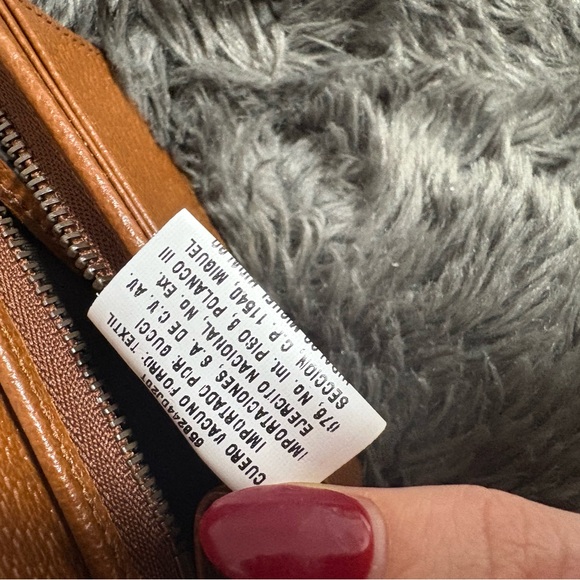 CUERO VACUNO FORRO: TEXTIL
IMPORTADO POR: GUCCI
IMPORTACIONES, S.A. DE C.V. AV.
EJERCITO NACIONAL, No. Ext.
678, No. Int. PISO 8, POLANCO III
SECCION, C.P. 11540, MIGUEL